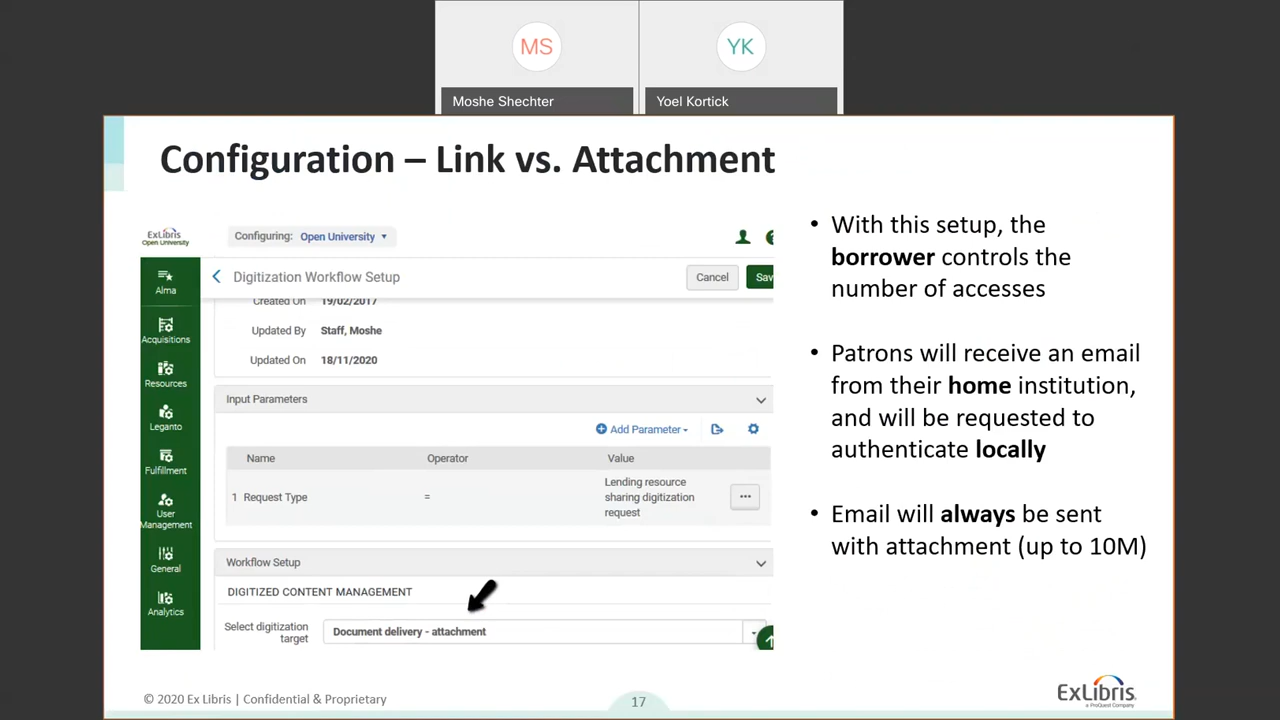 MS
YK
Moshe Shechter
Yoel Kortick
Configuration – Link vs. Attachment
ExLibris
Open University
Configuring: Open University
Digitization Workflow Setup
Cancel
Sav
Alma
Acquisitions
Resources
Leganto
Fulfillment
User
Management
General
Analytics
Created On 19/02/2017
Updated By Staff, Moshe
Updated On 18/11/2020
Input Parameters
Add Parameter
Name Operator Value
1 Request Type = Lending resource
sharing digitization
request
Workflow Setup
DIGITIZED CONTENT MANAGEMENT
Select digitization
target
Document delivery - attachment
• With this setup, the
borrower controls the
number of accesses
• Patrons will receive an email
from their home institution,
and will be requested to
authenticate locally
• Email will always be sent
with attachment (up to 10M)
© 2020 Ex Libris | Confidential & Proprietary
17
ExLibris
a ProQuest Company